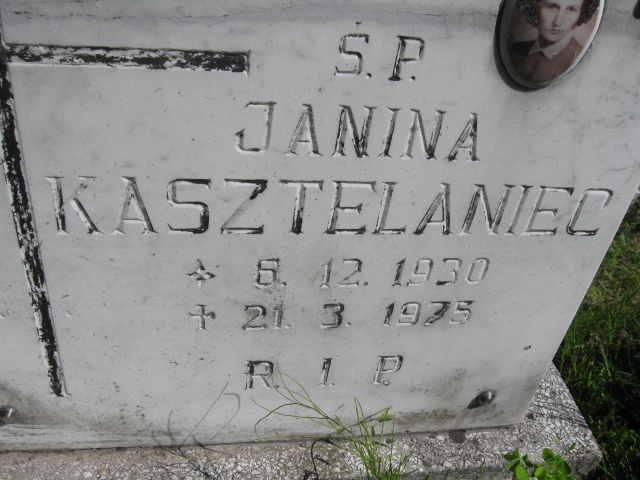 Ś.P.
JANINA
KASZTELANIEC
6. 12. 1930
21. 3. 1975
R I P.